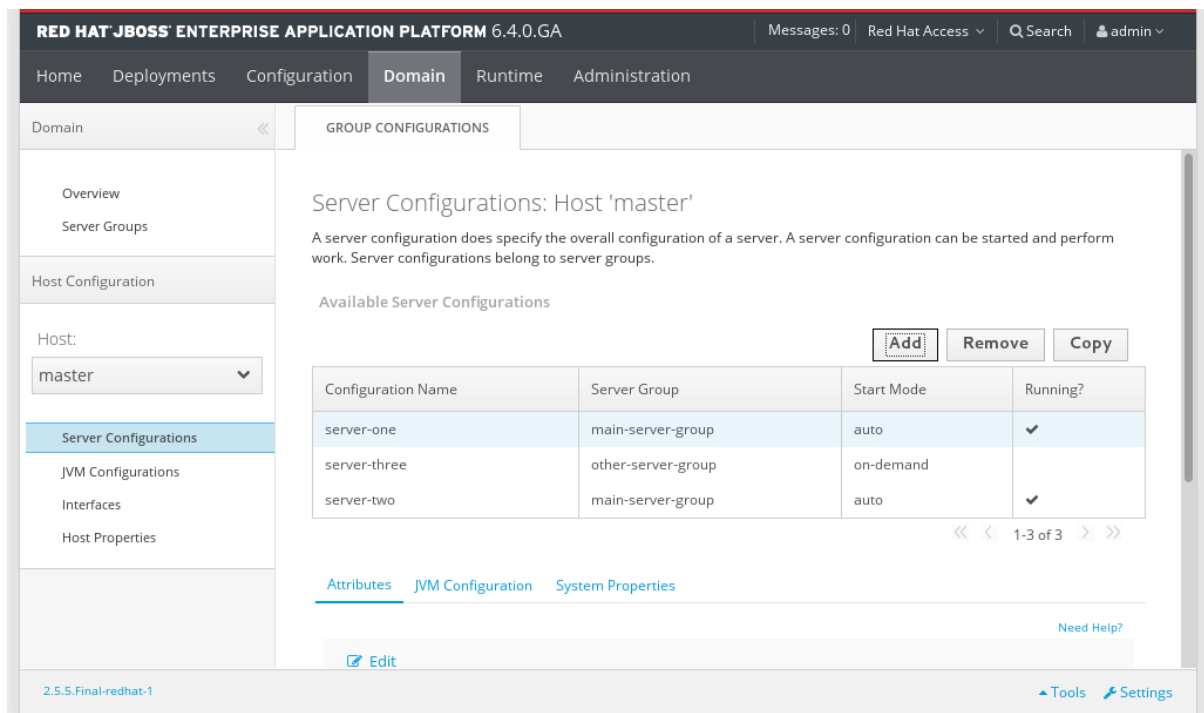 RED HAT JBOSS ENTERPRISE APPLICATION PLATFORM 6.4.0.GA
Messages: 0
Red Hat Access
Search
admin
Home Deployments Configuration Domain Runtime Administration
Domain
GROUP CONFIGURATIONS
Overview
Server Groups
Host Configuration
Host:
master
Server Configurations
JVM Configurations
Interfaces
Host Properties
Server Configurations: Host 'master'
A server configuration does specify the overall configuration of a server. A server configuration can be started and perform
work. Server configurations belong to server groups.
Available Server Configurations
Add Remove Copy
Configuration Name Server Group Start Mode Running?
server-one main-server-group auto
server-three other-server-group on-demand
server-two main-server-group auto
1-3 of 3
Attributes JVM Configuration System Properties
Need Help?
Edit
2.5.5.Final-redhat-1
Tools Settings